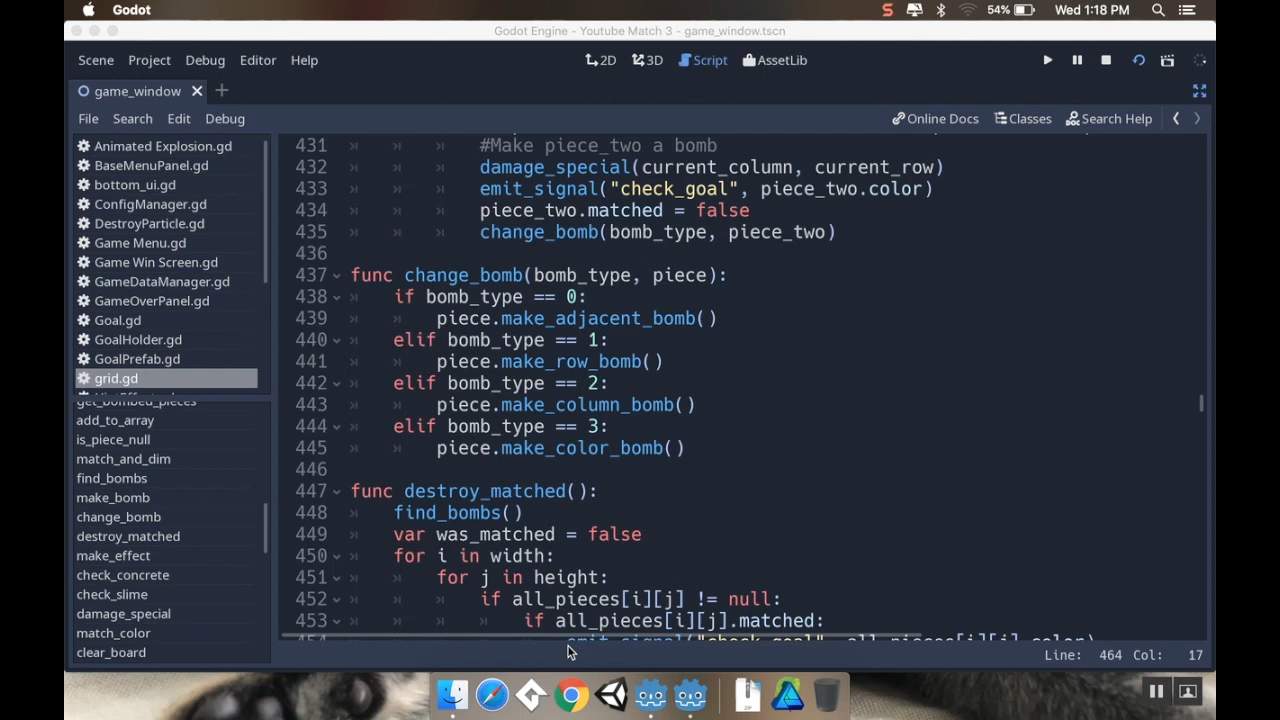 Godot
54%
Wed 1:18 PM
Godot Engine - Youtube Match 3 - game_window.tscn
Scene Project Debug Editor Help
2D 3D Script AssetLib
game_window
File Search Edit Debug
Online Docs Classes Search Help
Animated Explosion.gd
BaseMenuPanel.gd
bottom_ui.gd
ConfigManager.gd
DestroyParticle.gd
Game Menu.gd
Game Win Screen.gd
GameDataManager.gd
GameOverPanel.gd
Goal.gd
GoalHolder.gd
GoalPrefab.gd
grid.gd
get_bombed_pieces
add_to_array
is_piece_null
match_and_dim
find_bombs
make_bomb
change_bomb
destroy_matched
make_effect
check_concrete
check_slime
damage_special
match_color
clear_board
431 #Make piece_two a bomb
432 damage_special(current_column, current_row)
433 emit_signal("check_goal", piece_two.color)
434 piece_two.matched = false
435 change_bomb(bomb_type, piece_two)
436
437 func change_bomb(bomb_type, piece):
438 if bomb_type == 0:
439 piece.make_adjacent_bomb()
440 elif bomb_type == 1:
441 piece.make_row_bomb()
442 elif bomb_type == 2:
443 piece.make_column_bomb()
444 elif bomb_type == 3:
445 piece.make_color_bomb()
446
447 func destroy_matched():
448 find_bombs()
449 var was_matched = false
450 for i in width:
451 for j in height:
452 if all_pieces[i][j] != null:
453 if all_pieces[i][j].matched:
454 emit_signal("check_goal", all_pieces[i][j].color)
Line: 464 Col: 17